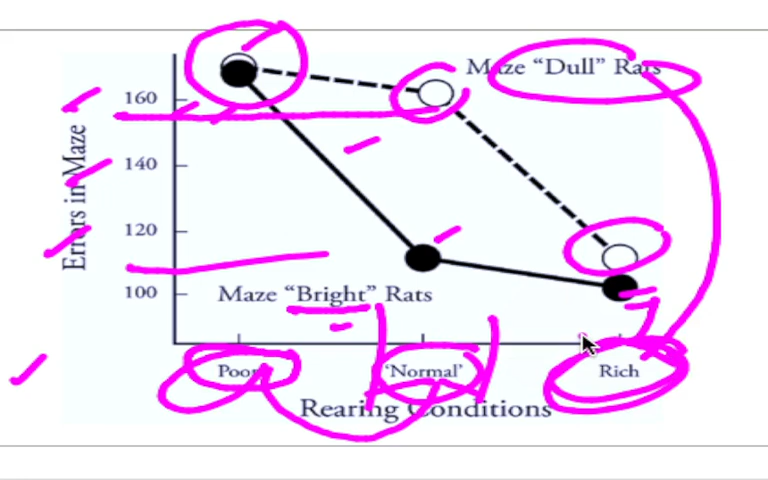 Maze "Dull" Rats
160
140
120
100
Errors in Maze
Maze "Bright" Rats
Poor
'Normal'
Rich
Rearing Conditions